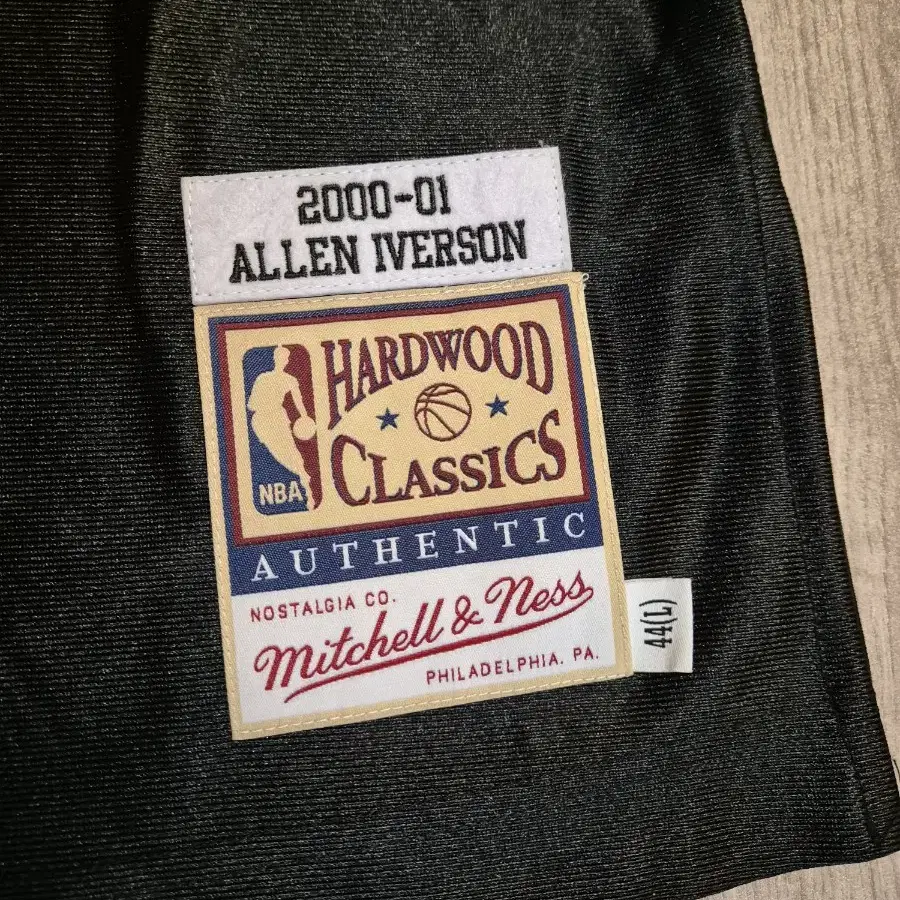 2000-01
ALLEN IVERSON
HARDWOOD
CLASSICS
NBA
AUTHENTIC
NOSTALGIA CO.
Mitchell & Ness
PHILADELPHIA. PA.
44(L)